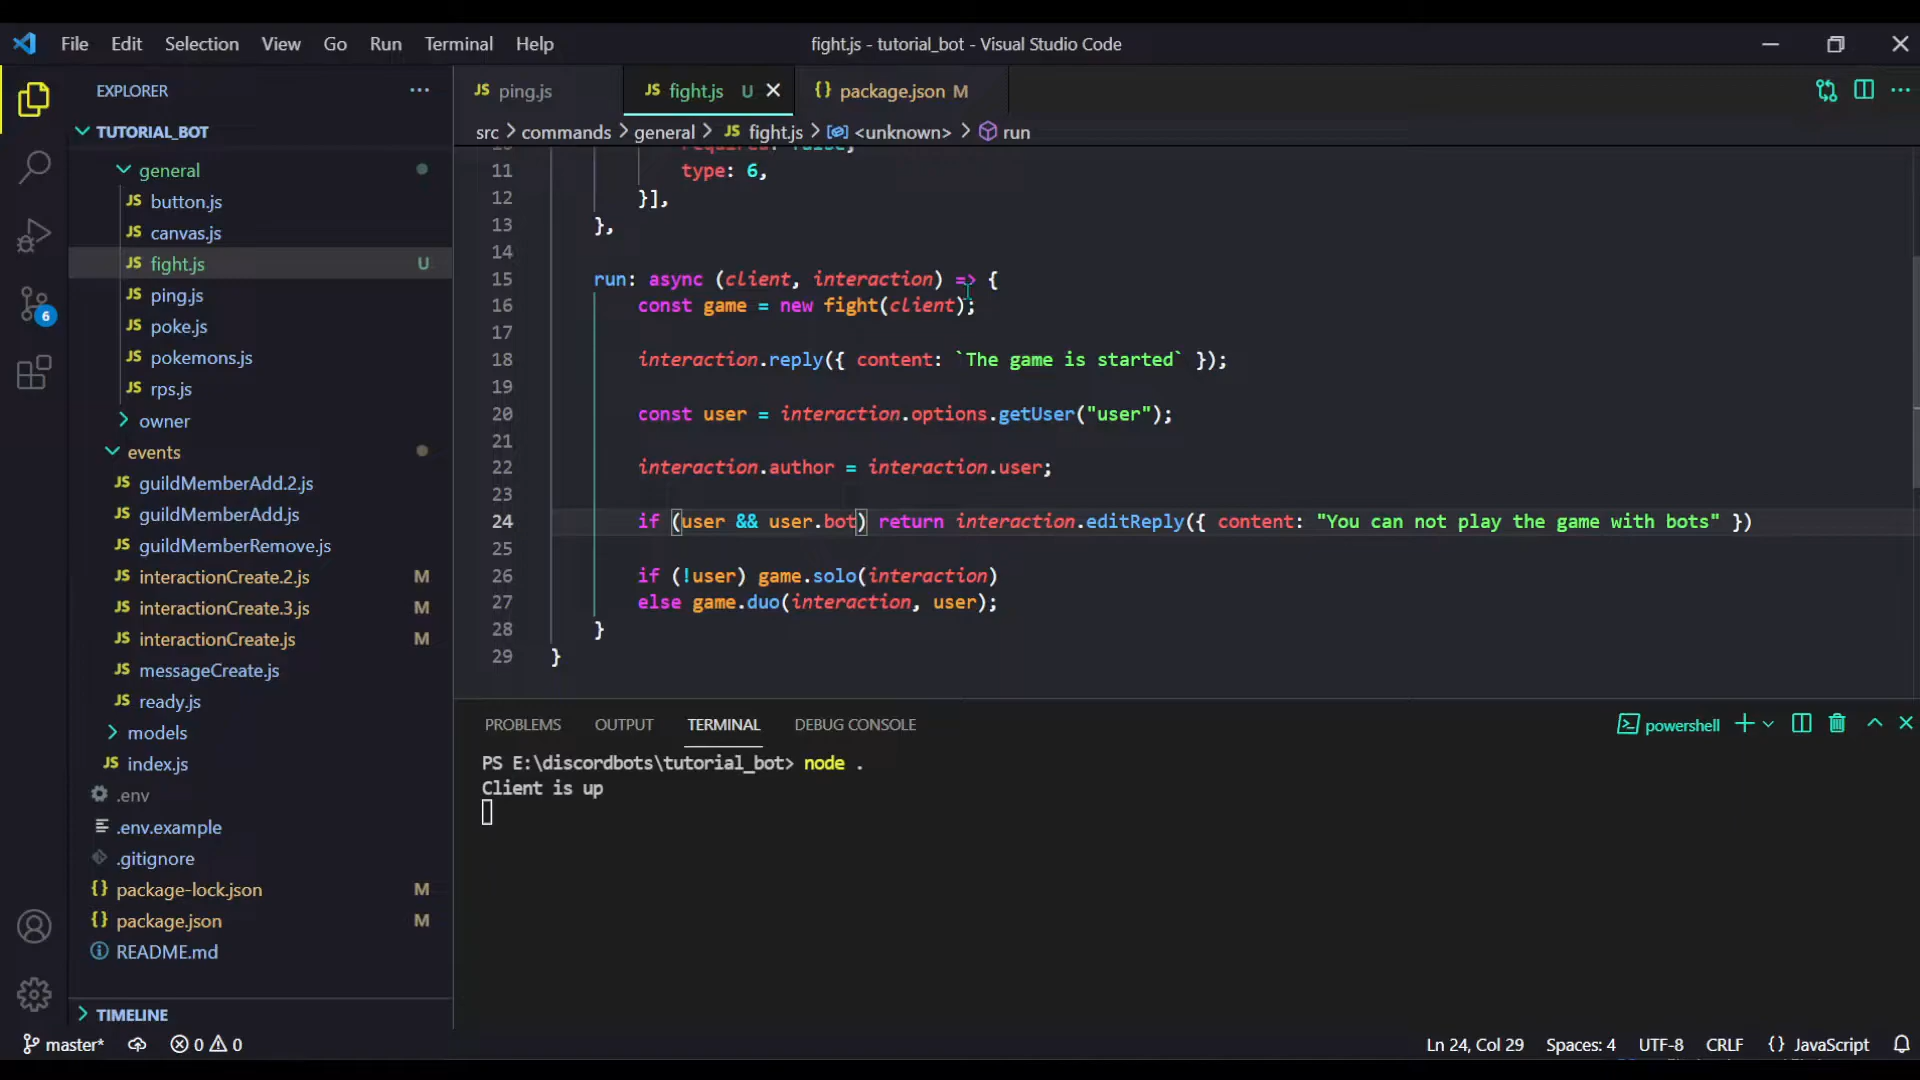 File Edit Selection View Go Run Terminal Help
fight.js - tutorial_bot - Visual Studio Code
EXPLORER
TUTORIAL_BOT
general
button.js
canvas.js
fight.js U
ping.js
poke.js
pokemons.js
rps.js
owner
events
guildMemberAdd.2.js
guildMemberAdd.js
guildMemberRemove.js
interactionCreate.2.js M
interactionCreate.3.js M
interactionCreate.js M
messageCreate.js
ready.js
models
index.js
.env
.env.example
.gitignore
package-lock.json M
package.json M
README.md
TIMELINE
6
ping.js
fight.js U
package.json M
src > commands > general > fight.js > <unknown> > run
10 required: false,
11 type: 6,
12 }],
13 },
14
15 run: async (client, interaction) => {
16 const game = new fight(client);
17
18 interaction.reply({ content: `The game is started` });
19
20 const user = interaction.options.getUser("user");
21
22 interaction.author = interaction.user;
23
24 if (user && user.bot) return interaction.editReply({ content: "You can not play the game with bots" })
25
26 if (!user) game.solo(interaction)
27 else game.duo(interaction, user);
28 }
29 }
PROBLEMS OUTPUT TERMINAL DEBUG CONSOLE
powershell
PS E:\discordbots\tutorial_bot> node .
Client is up
master* 0 0
Ln 24, Col 29 Spaces: 4 UTF-8 CRLF {} JavaScript